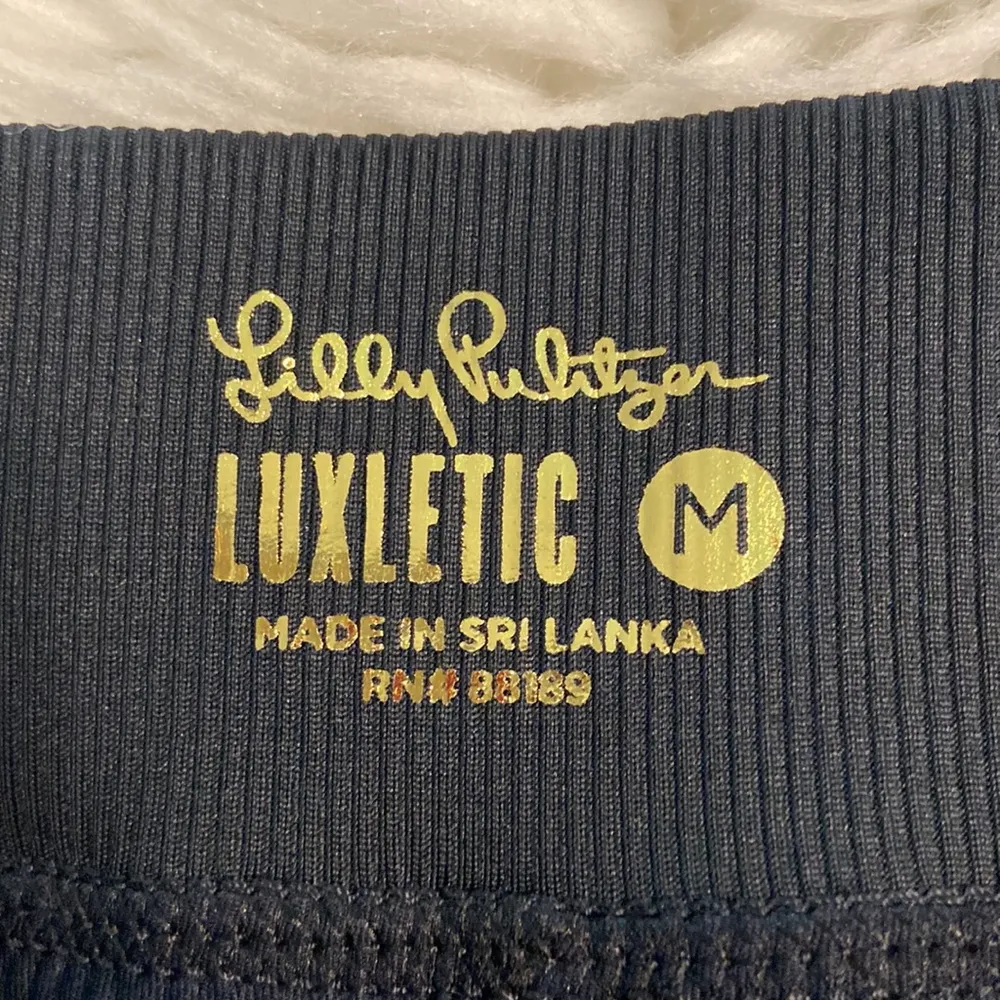 Lilly Pulitzer
LUXLETIC M
MADE IN SRI LANKA
RN# 88189